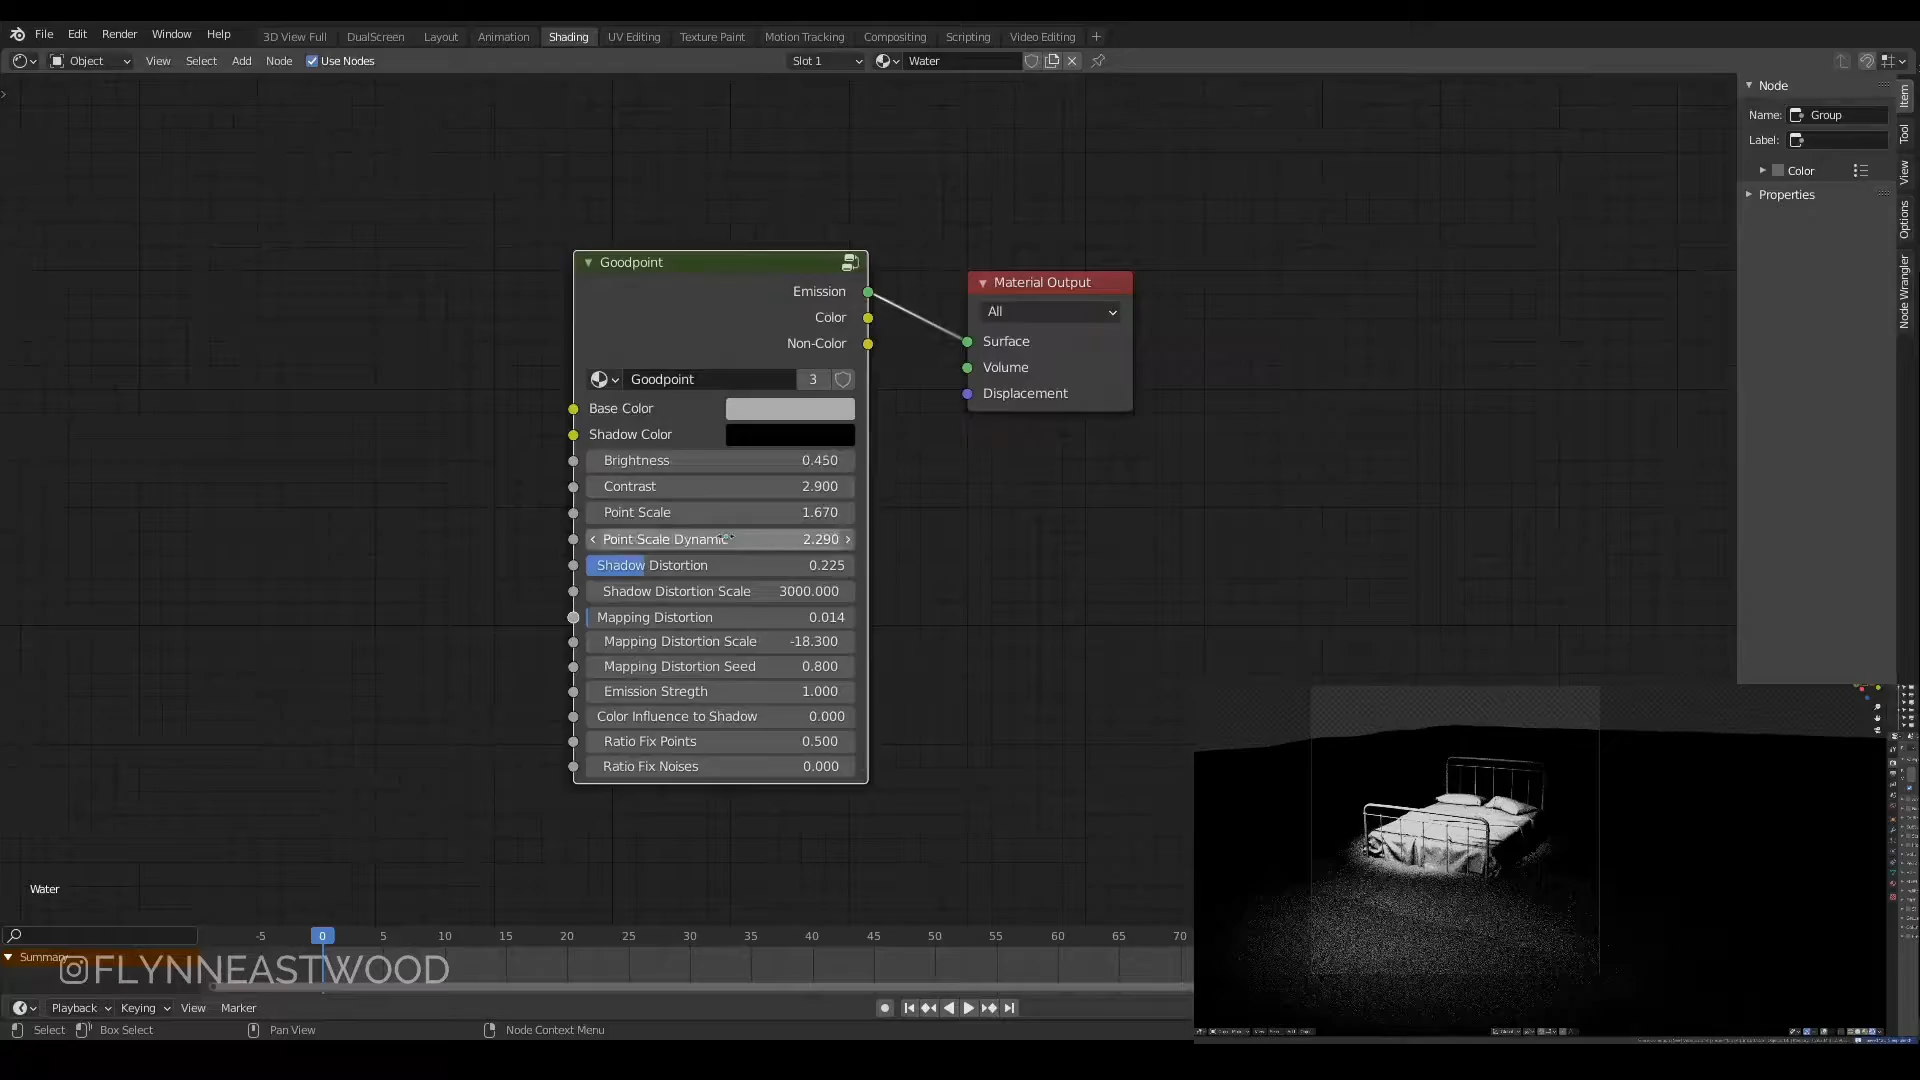 File Edit Render Window Help 3D View Full DualScreen Layout Animation Shading UV Editing Texture Paint Motion Tracking Compositing Scripting Video Editing +
Object View Select Add Node Use Nodes Slot 1 Water
Node
Name: Group
Label:
Color
Properties
Item
Tool
View
Options
Node Wrangler
Goodpoint
Emission
Color
Non-Color
Goodpoint 3
Base Color
Shadow Color
Brightness 0.450
Contrast 2.900
Point Scale 1.670
Point Scale Dynamic 2.290
Shadow Distortion 0.225
Shadow Distortion Scale 3000.000
Mapping Distortion 0.014
Mapping Distortion Scale -18.300
Mapping Distortion Seed 0.800
Emission Stregth 1.000
Color Influence to Shadow 0.000
Ratio Fix Points 0.500
Ratio Fix Noises 0.000
Material Output
All
Surface
Volume
Displacement
Water
-5 0 5 10 15 20 25 30 35 40 45 50 55 60 65 70
Summary
@FLYNNEASTWOOD
Playback Keying View Marker
Select Box Select Pan View Node Context Menu